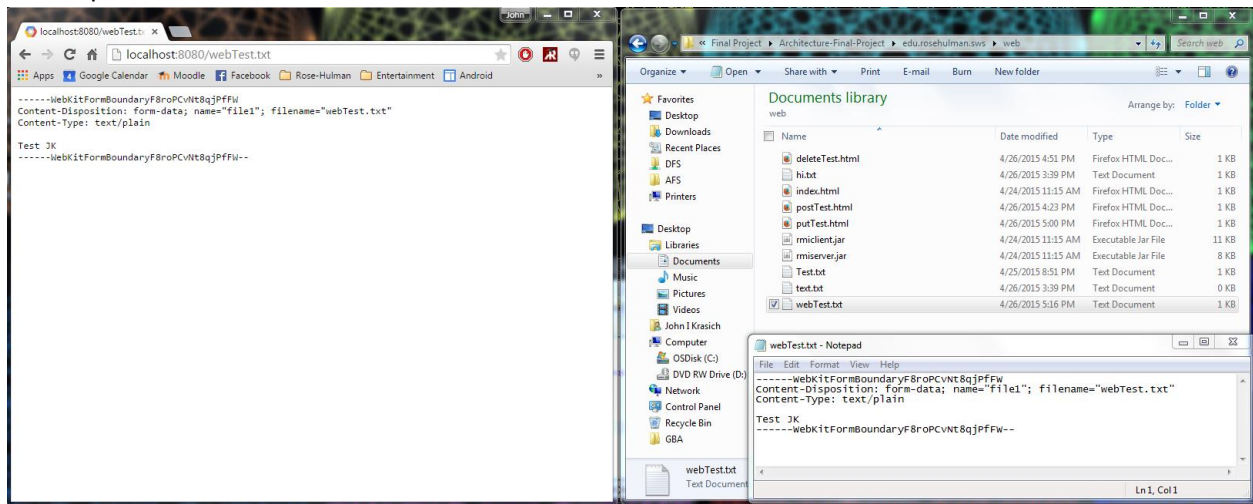 John
localhost:8080/webTest.tx
localhost:8080/webTest.txt
Apps Google Calendar Moodle Facebook Rose-Hulman Entertainment Android »
------WebKitFormBoundaryF8roPCvNt8qjPfFW
Content-Disposition: form-data; name="file1"; filename="webTest.txt"
Content-Type: text/plain
Test JK
------WebKitFormBoundaryF8roPCvNt8qjPfFW--
« Final Project Architecture-Final-Project edu.rosehulman.sws web Search web
Organize Open Share with Print E-mail Burn New folder
Favorites
Desktop
Downloads
Recent Places
DFS
AFS
Printers
Desktop
Libraries
Documents
Music
Pictures
Videos
John I Krasich
Computer
OSDisk (C:)
DVD RW Drive (D:)
Network
Control Panel
Recycle Bin
GBA
Documents library
web
Arrange by: Folder
Name Date modified Type Size
deleteTest.html 4/26/2015 4:51 PM Firefox HTML Doc... 1 KB
hi.txt 4/26/2015 3:39 PM Text Document 1 KB
index.html 4/24/2015 11:15 AM Firefox HTML Doc... 1 KB
postTest.html 4/26/2015 4:23 PM Firefox HTML Doc... 1 KB
putTest.html 4/26/2015 5:00 PM Firefox HTML Doc... 1 KB
rmiclient.jar 4/24/2015 11:15 AM Executable Jar File 11 KB
rmiserver.jar 4/24/2015 11:15 AM Executable Jar File 8 KB
Test.txt 4/25/2015 8:51 PM Text Document 1 KB
text.txt 4/26/2015 3:39 PM Text Document 0 KB
webTest.txt 4/26/2015 5:16 PM Text Document 1 KB
webTest.txt - Notepad
File Edit Format View Help
------WebKitFormBoundaryF8roPCvNt8qjPfFW
Content-Disposition: form-data; name="file1"; filename="webTest.txt"
Content-Type: text/plain
Test JK
------WebKitFormBoundaryF8roPCvNt8qjPfFW--
Ln 1, Col 1
webTest.txt
Text Document